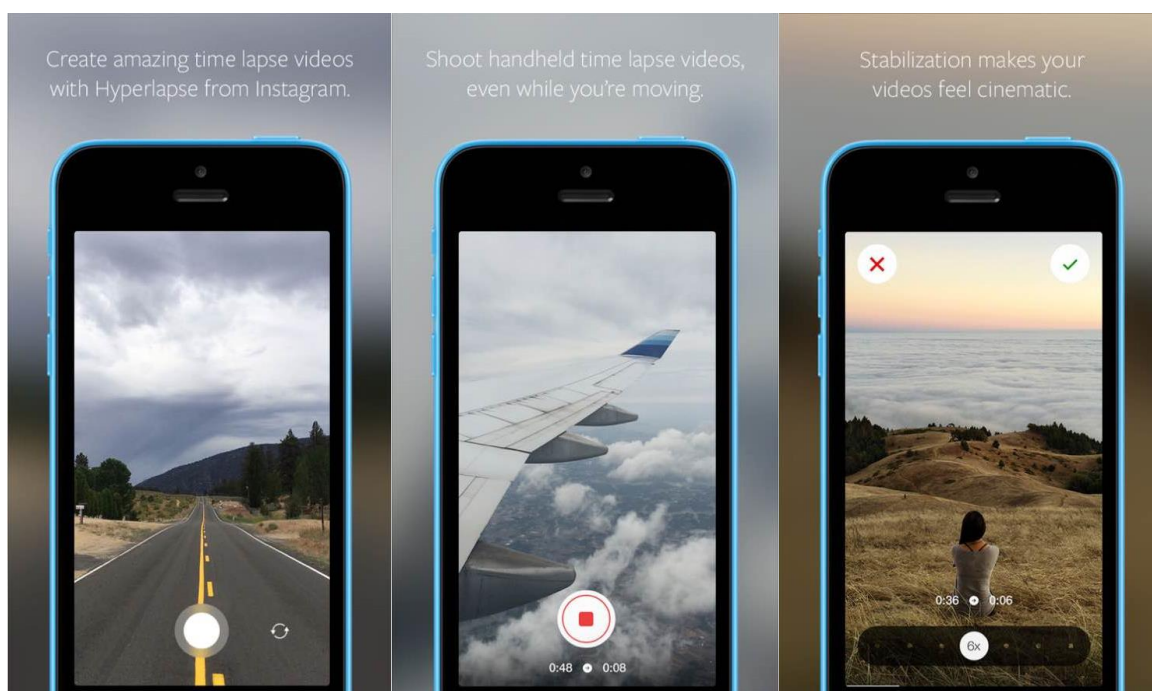 Create amazing time lapse videos
with Hyperlapse from Instagram.
Shoot handheld time lapse videos,
even while you're moving.
0:48 0:08
Stabilization makes your
videos feel cinematic.
0:36 0:06
6x